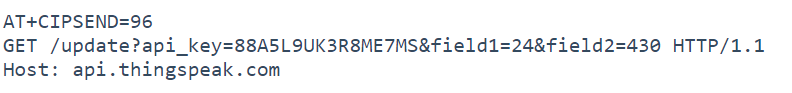 AT+CIPSEND=96
GET /update?api_key=88A5L9UK3R8ME7MS&field1=24&field2=430 HTTP/1.1
Host: api.thingspeak.com